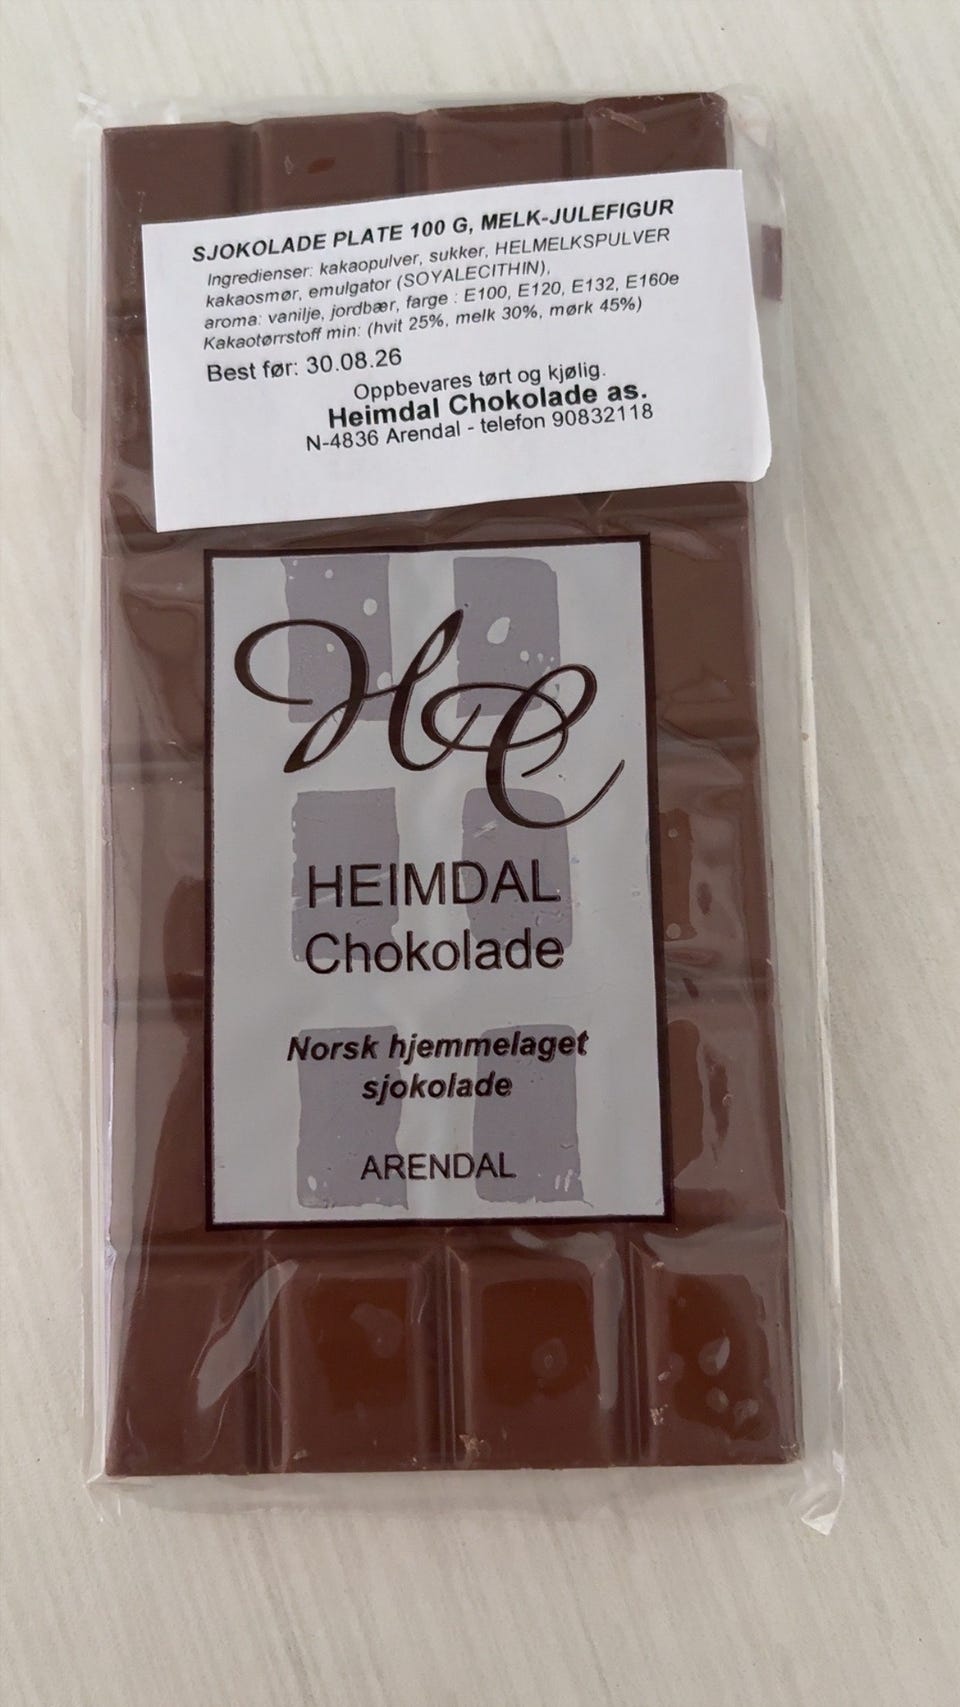 SJOKOLADE PLATE 100 G, MELK-JULEFIGUR
Ingredienser: kakaopulver, sukker, HELMELKSPULVER
kakaosmør, emulgator (SOYALECITHIN),
aroma: vanilje, jordbær, farge : E100, E120, E132, E160e
Kakaotørrstoff min: (hvit 25%, melk 30%, mørk 45%)
Best før: 30.08.26
Oppbevares tørt og kjølig.
Heimdal Chokolade as.
N-4836 Arendal - telefon 90832118
HC
HEIMDAL
Chokolade
Norsk hjemmelaget
sjokolade
ARENDAL